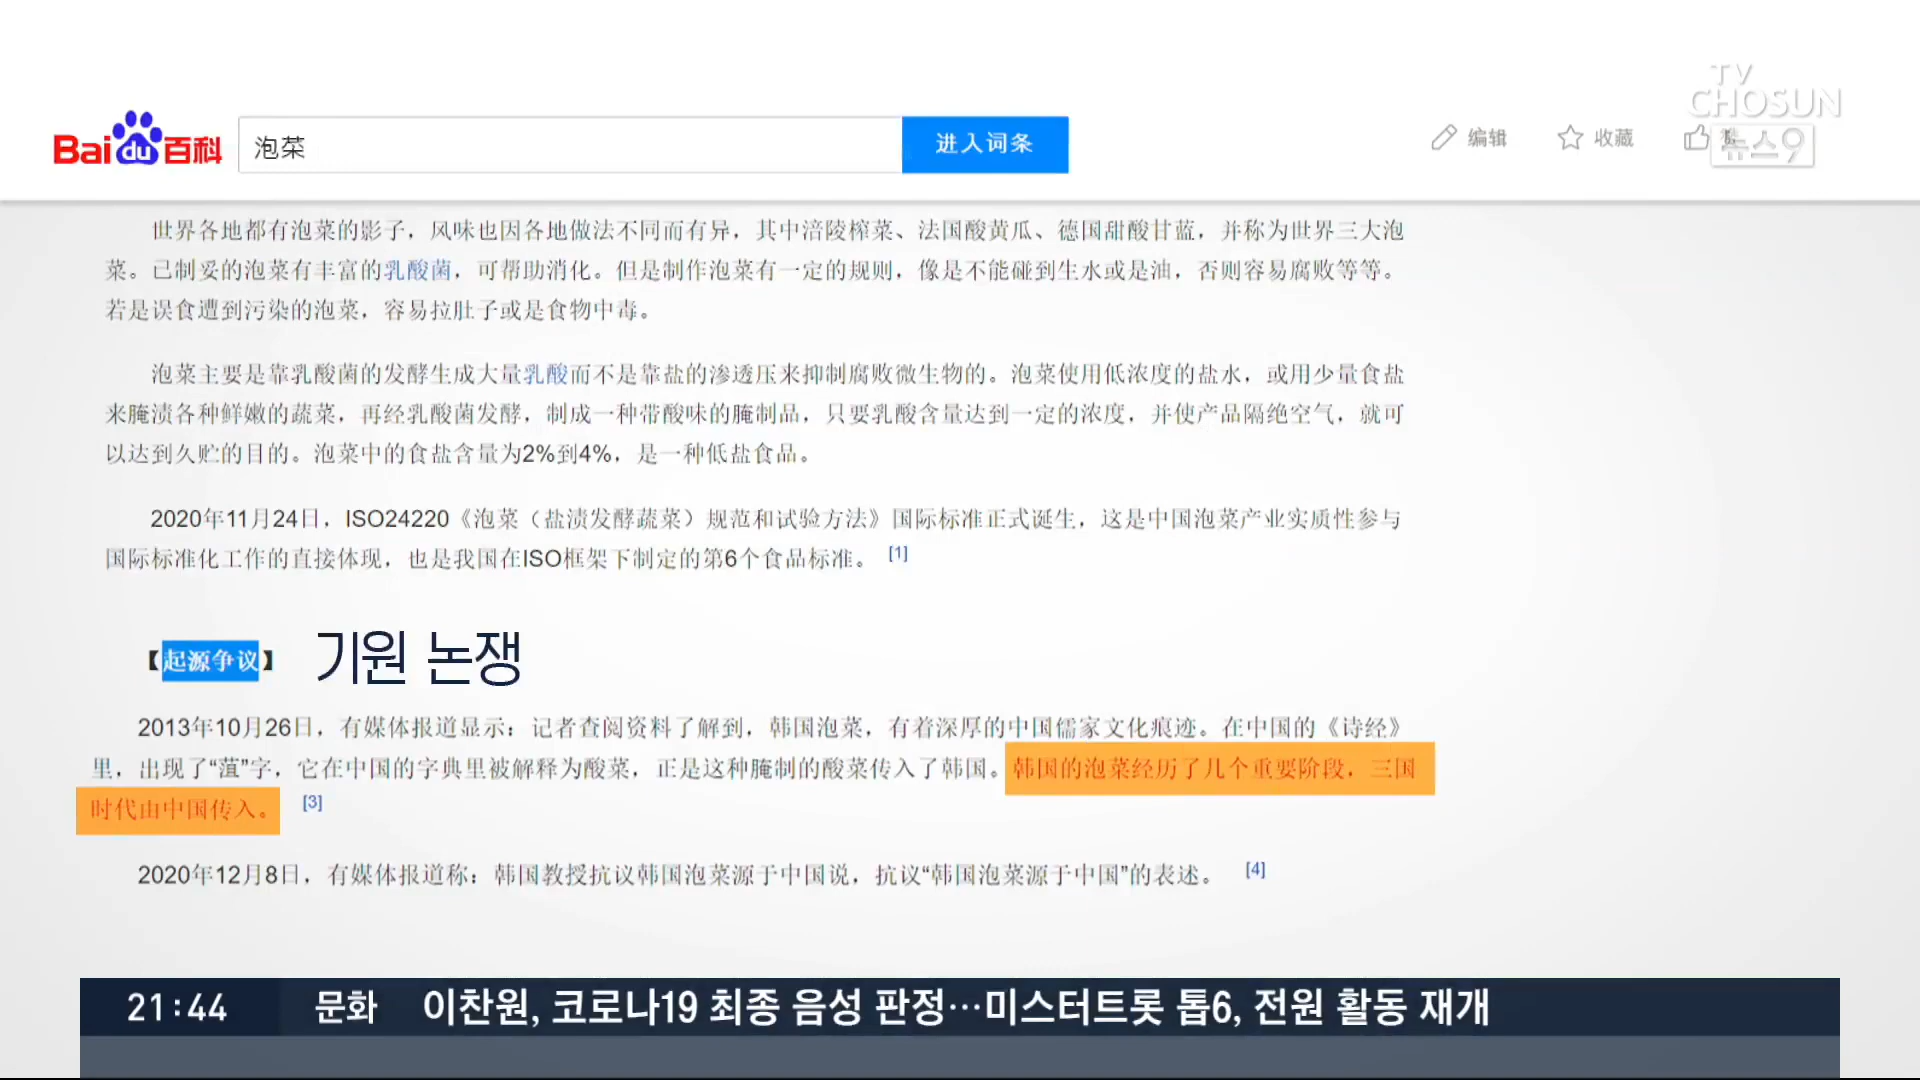 TV
CHOSUN
뉴스9
Baidu百科
泡菜
进入词条
编辑
收藏
世界各地都有泡菜的影子，风味也因各地做法不同而有异，其中涪陵榨菜、法国酸黄瓜、德国甜酸甘蓝，并称为世界三大泡
菜。已制妥的泡菜有丰富的乳酸菌，可帮助消化。但是制作泡菜有一定的规则，像是不能碰到生水或是油，否则容易腐败等等。
若是误食遭到污染的泡菜，容易拉肚子或是食物中毒。
泡菜主要是靠乳酸菌的发酵生成大量乳酸而不是靠盐的渗透压来抑制腐败微生物的。泡菜使用低浓度的盐水，或用少量食盐
来腌渍各种鲜嫩的蔬菜，再经乳酸菌发酵，制成一种带酸味的腌制品，只要乳酸含量达到一定的浓度，并使产品隔绝空气，就可
以达到久贮的目的。泡菜中的食盐含量为2%到4%，是一种低盐食品。
2020年11月24日，ISO24220《泡菜（盐渍发酵蔬菜）规范和试验方法》国际标准正式诞生，这是中国泡菜产业实质性参与
国际标准化工作的直接体现，也是我国在ISO框架下制定的第6个食品标准。 [1]
【起源争议】 기원 논쟁
2013年10月26日，有媒体报道显示：记者查阅资料了解到，韩国泡菜，有着深厚的中国儒家文化痕迹。在中国的《诗经》
里，出现了“菹”字，它在中国的字典里被解释为酸菜，正是这种腌制的酸菜传入了韩国。韩国的泡菜经历了几个重要阶段，三国
时代由中国传入。 [3]
2020年12月8日，有媒体报道称：韩国教授抗议韩国泡菜源于中国说，抗议“韩国泡菜源于中国”的表述。 [4]
21:44 문화 이찬원, 코로나19 최종 음성 판정…미스터트롯 톱6, 전원 활동 재개